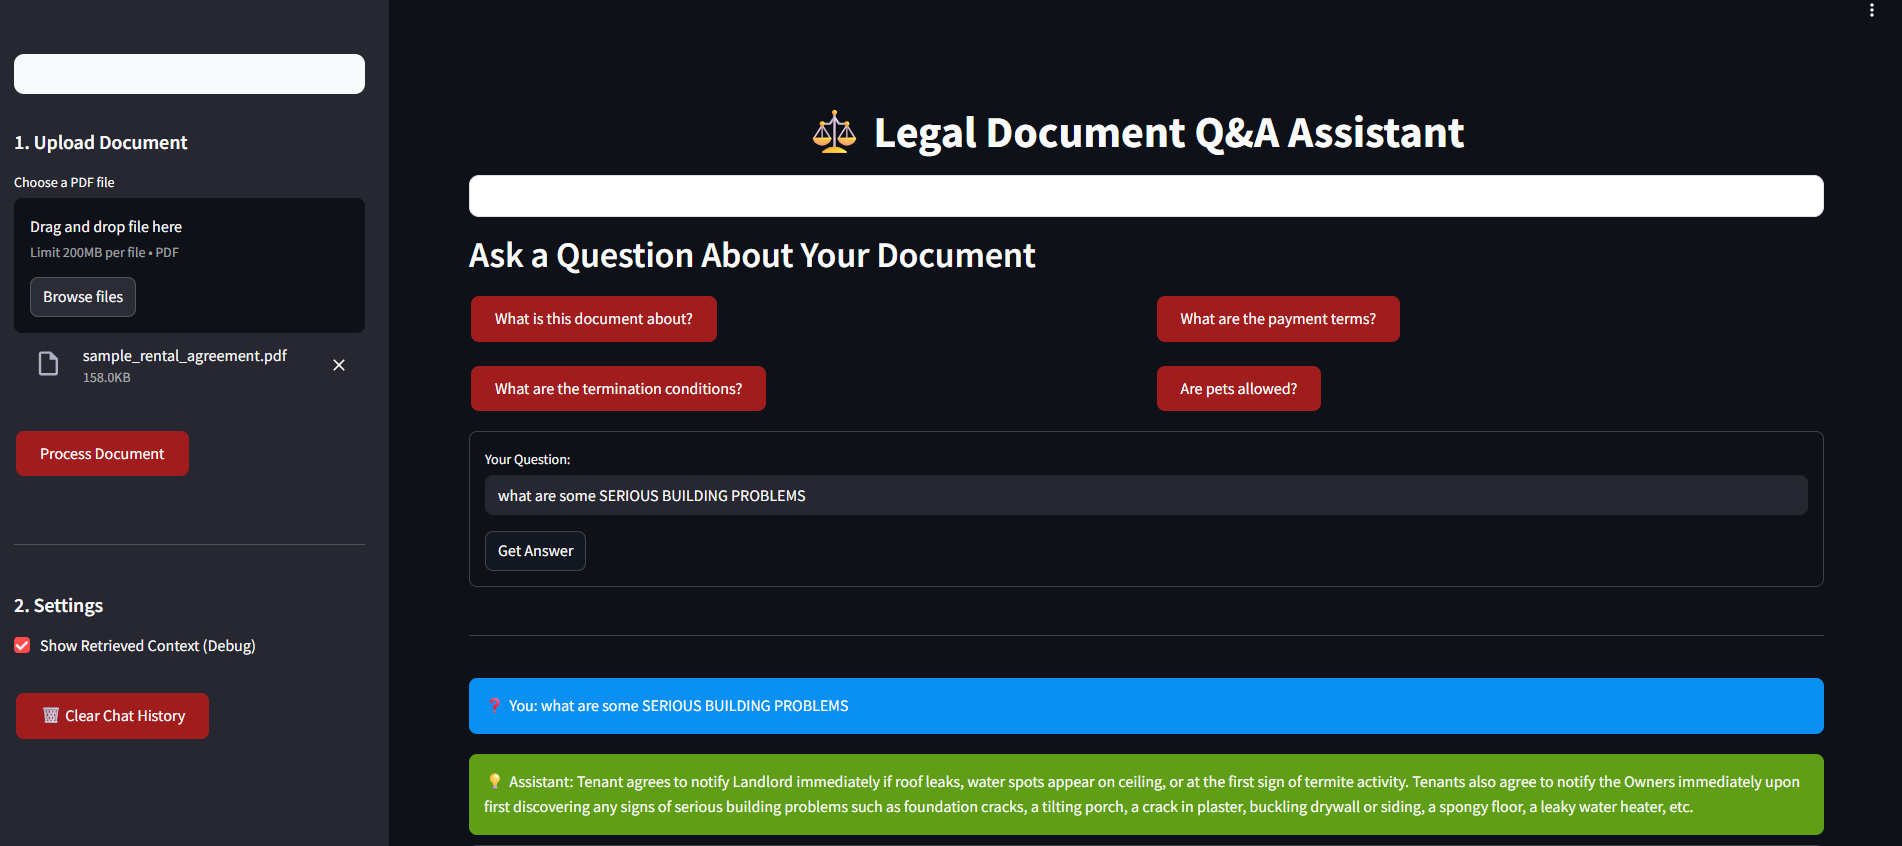 1. Upload Document
Choose a PDF file
Drag and drop file here
Limit 200MB per file • PDF
Browse files
sample_rental_agreement.pdf
158.0KB
Process Document
2. Settings
Show Retrieved Context (Debug)
Clear Chat History
Legal Document Q&A Assistant
Ask a Question About Your Document
What is this document about?
What are the payment terms?
What are the termination conditions?
Are pets allowed?
Your Question:
what are some SERIOUS BUILDING PROBLEMS
Get Answer
You: what are some SERIOUS BUILDING PROBLEMS
Assistant: Tenant agrees to notify Landlord immediately if roof leaks, water spots appear on ceiling, or at the first sign of termite activity. Tenants also agree to notify the Owners immediately upon
first discovering any signs of serious building problems such as foundation cracks, a tilting porch, a crack in plaster, buckling drywall or siding, a spongy floor, a leaky water heater, etc.